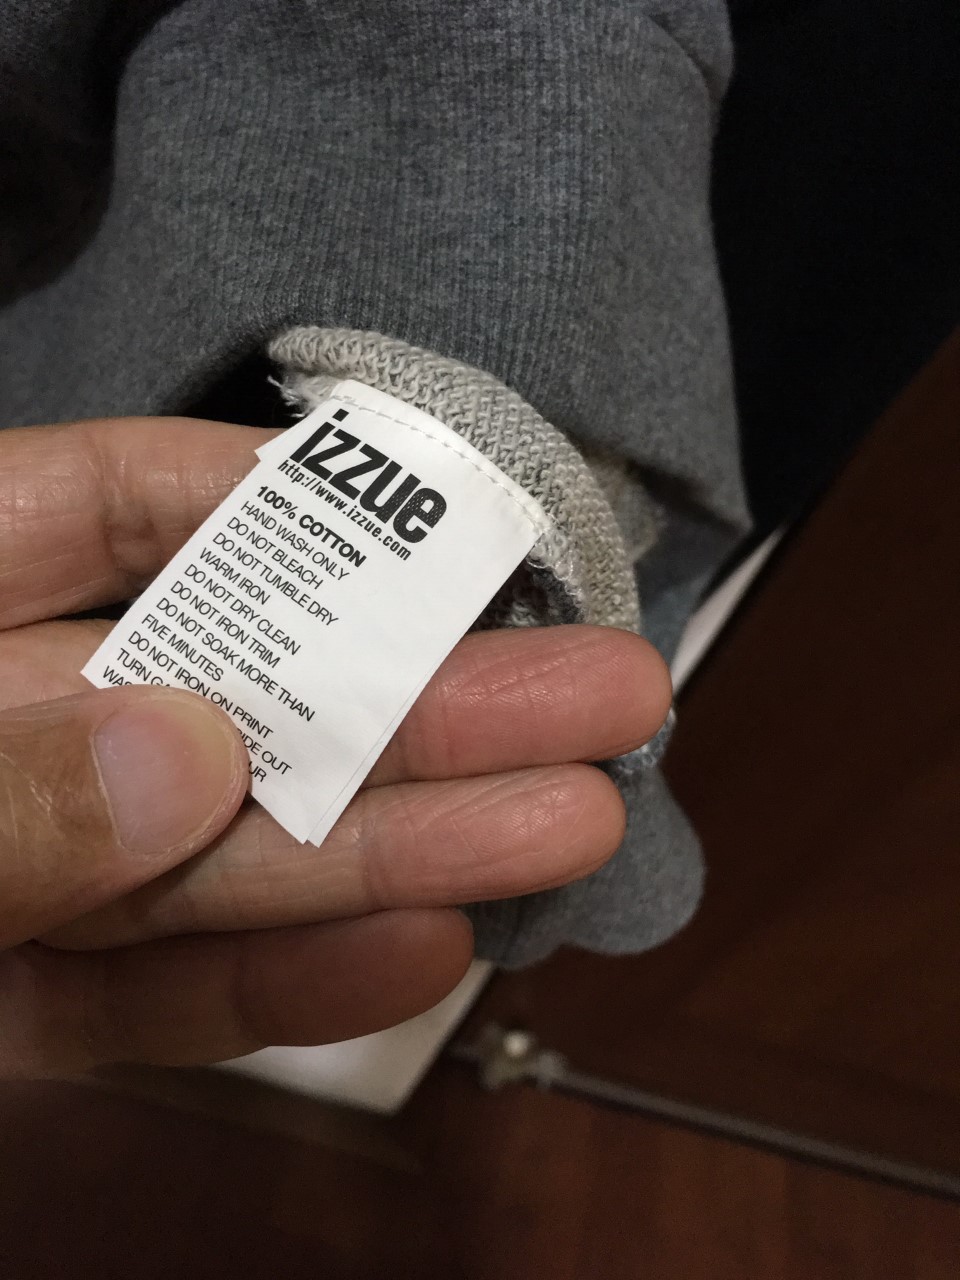 izzue
http://www.izzue.com
100% COTTON
HAND WASH ONLY
DO NOT BLEACH
DO NOT TUMBLE DRY
WARM IRON
DO NOT DRY CLEAN
DO NOT IRON TRIM
DO NOT SOAK MORE THAN
FIVE MINUTES
DO NOT IRON ON PRINT
TURN OUT